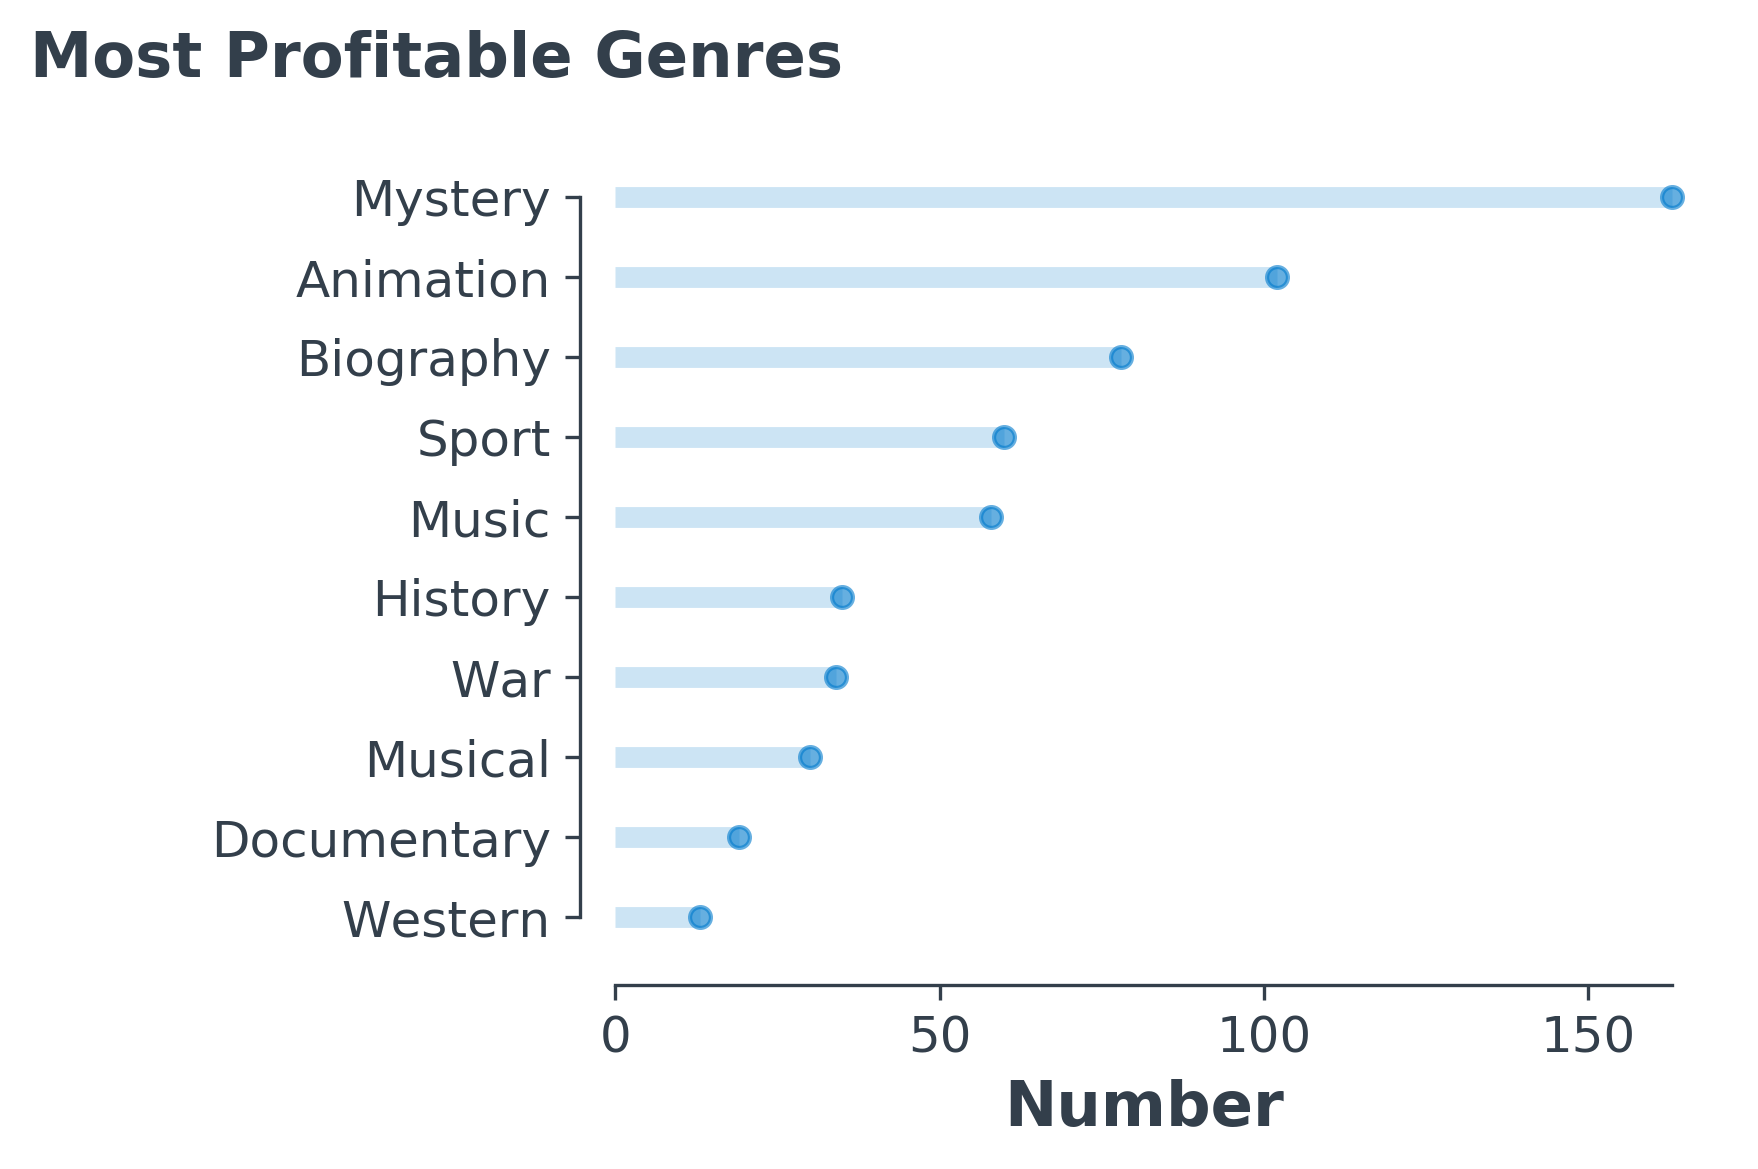 Most Profitable Genres
Mystery
Animation
Biography
Sport
Music
History
War
Musical
Documentary
Western
0 50 100 150
Number